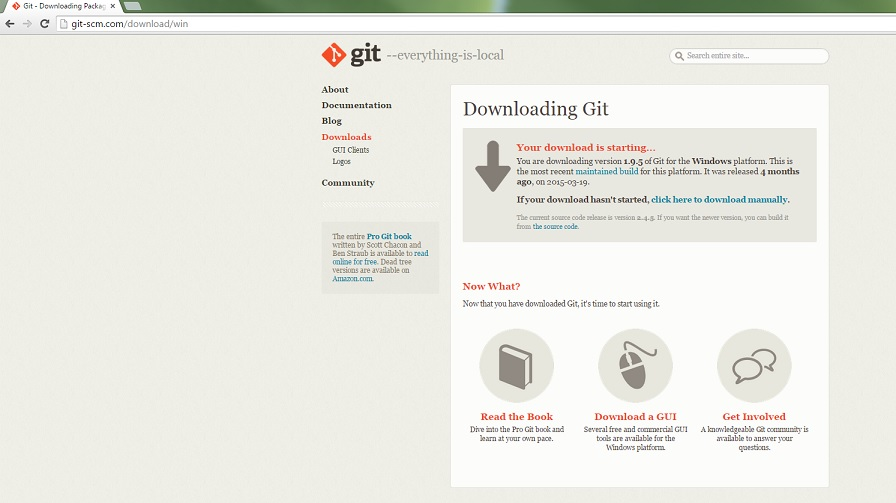 Git - Downloading Packag
git-scm.com/download/win
git --everything-is-local
Search entire site...
About
Documentation
Blog
Downloads
GUI Clients
Logos
Community
The entire Pro Git book
written by Scott Chacon and
Ben Straub is available to read
online for free. Dead tree
versions are available on
Amazon.com.
Downloading Git
Your download is starting...
You are downloading version 1.9.5 of Git for the Windows platform. This is
the most recent maintained build for this platform. It was released 4 months
ago, on 2015-03-19.
If your download hasn't started, click here to download manually.
The current source code release is version 2.4.5. If you want the newer version, you can build it
from the source code.
Now What?
Now that you have downloaded Git, it's time to start using it.
Read the Book
Dive into the Pro Git book and
learn at your own pace.
Download a GUI
Several free and commercial GUI
tools are available for the
Windows platform.
Get Involved
A knowledgeable Git community is
available to answer your
questions.